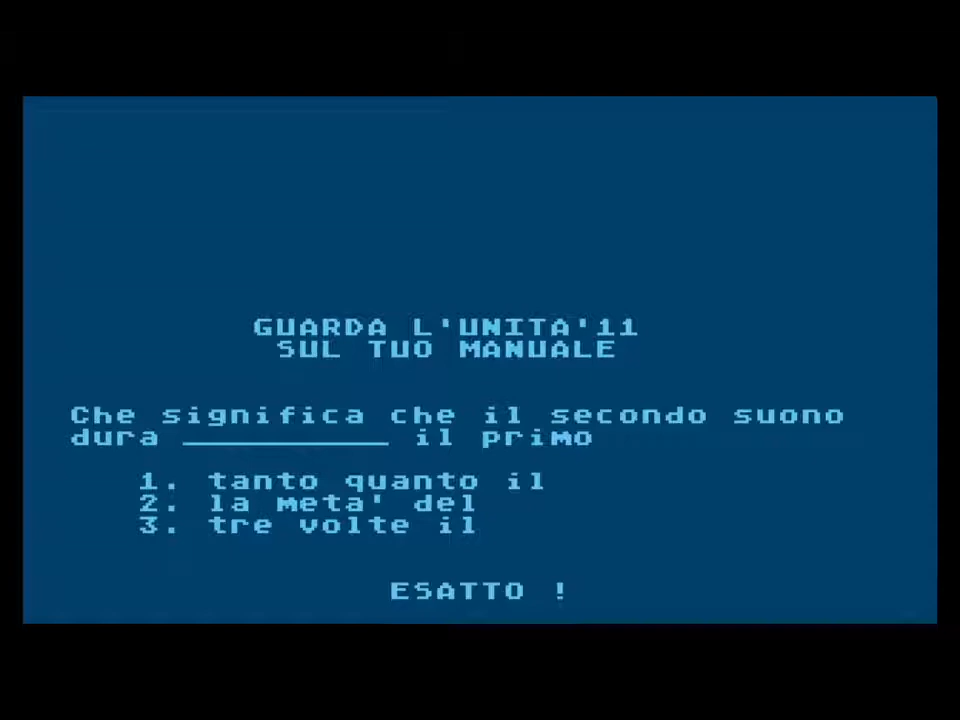 GUARDA L'UNITA'11
SUL TUO MANUALE
Che significa che il secondo suono
dura _________ il primo
1. tanto quanto il
2. la meta' del
3. tre volte il
ESATTO !